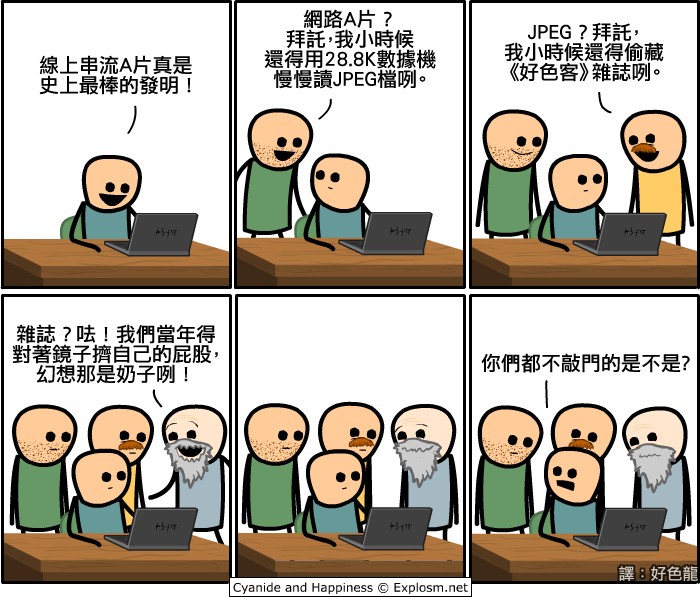 線上串流A片真是
史上最棒的發明！
網路A片？
拜託，我小時候
還得用28.8K數據機
慢慢讀JPEG檔咧。
JPEG？拜託，
我小時候還得偷藏
《好色客》雜誌咧。
雜誌？呿！我們當年得
對著鏡子擠自己的屁股，
幻想那是奶子咧！
你們都不敲門的是不是?
譯：好色龍
Cyanide and Happiness © Explosm.net